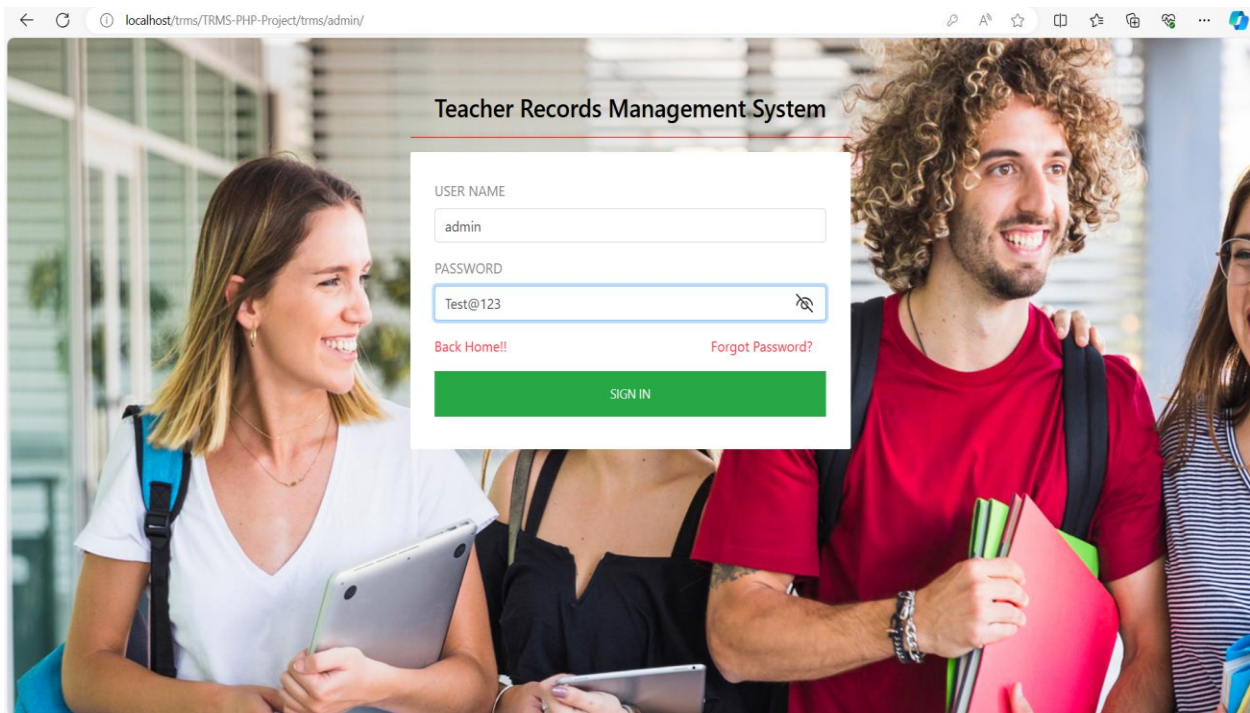 localhost/trms/TRMS-PHP-Project/trms/admin/
Teacher Records Management System
USER NAME
admin
PASSWORD
Test@123
Back Home!! Forgot Password?
SIGN IN